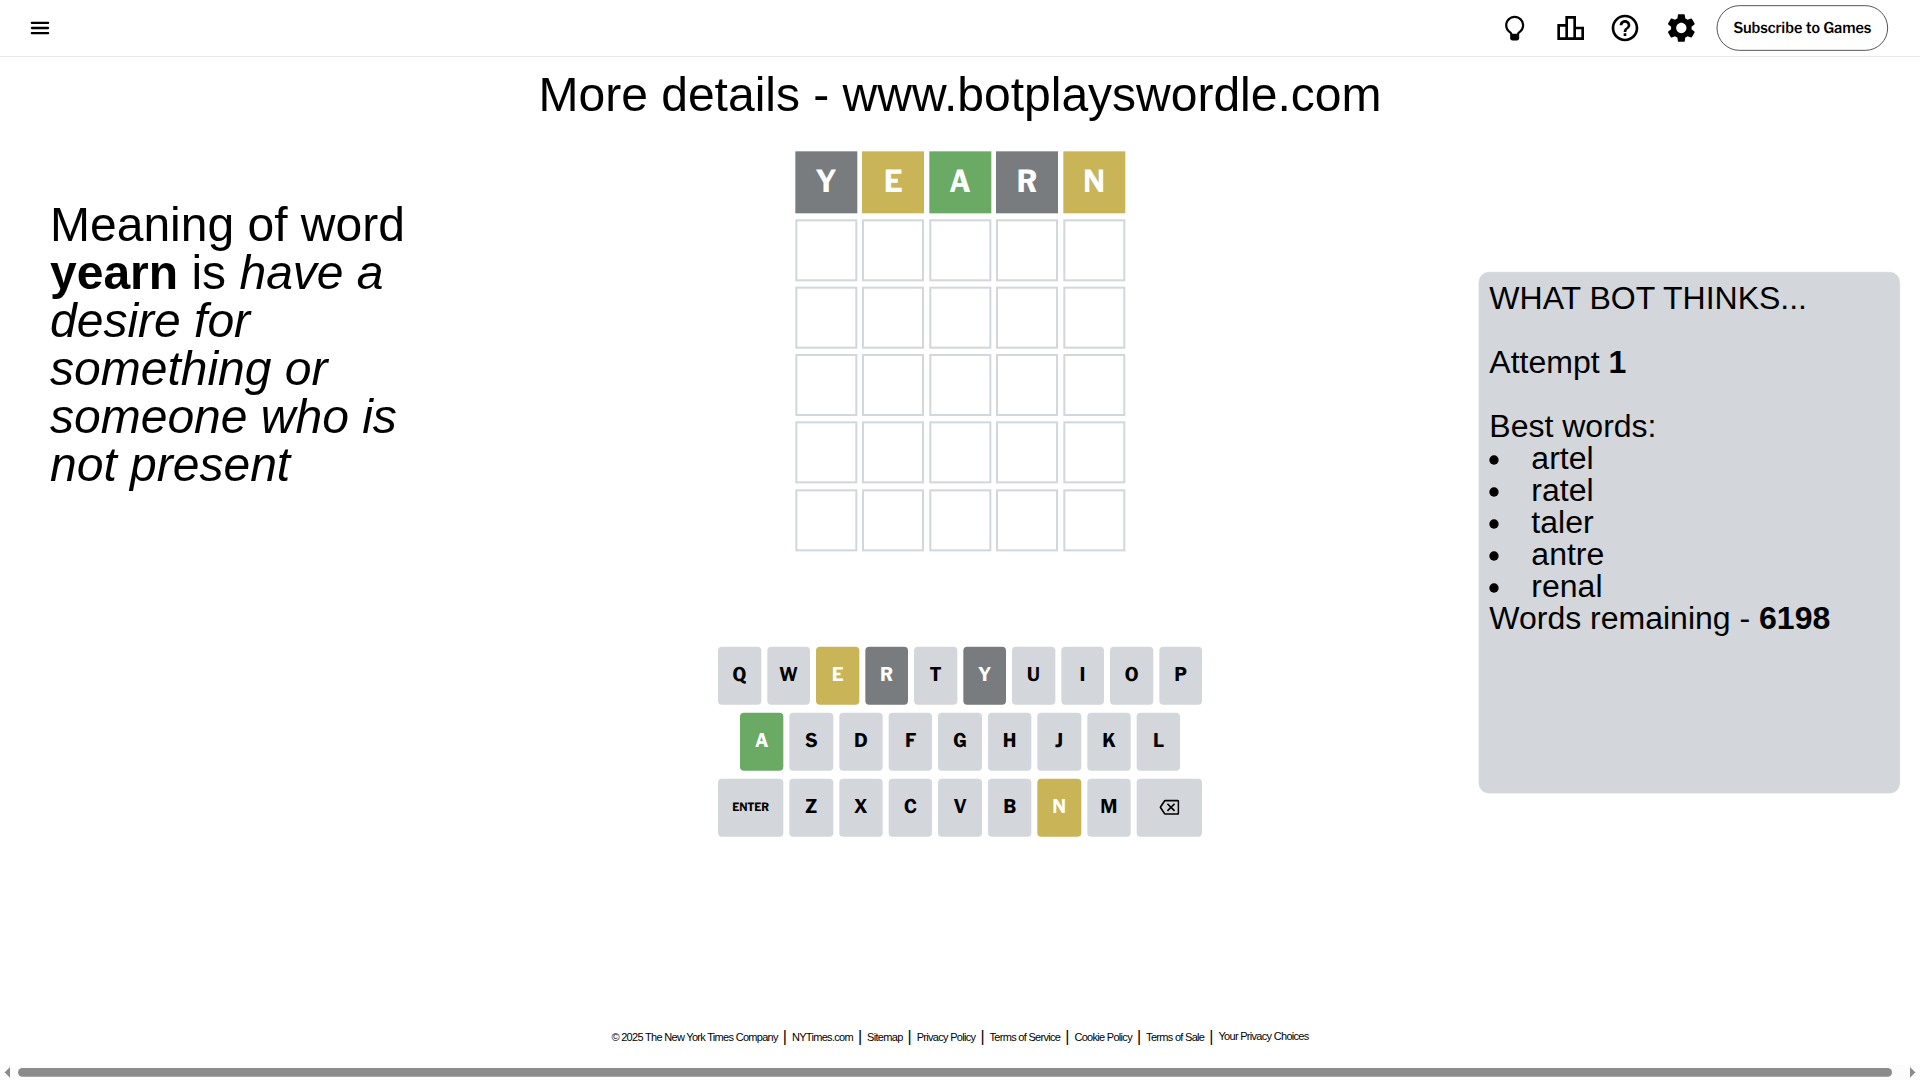 Subscribe to Games
More details - www.botplayswordle.com
Meaning of word
yearn is have a
desire for
something or
someone who is
not present
Y E A R N
WHAT BOT THINKS...
Attempt 1
Best words:
• artel
• ratel
• taler
• antre
• renal
Words remaining - 6198
Q W E R T Y U I O P
A S D F G H J K L
ENTER Z X C V B N M
© 2025 The New York Times Company | NYTimes.com | Sitemap | Privacy Policy | Terms of Service | Cookie Policy | Terms of Sale | Your Privacy Choices